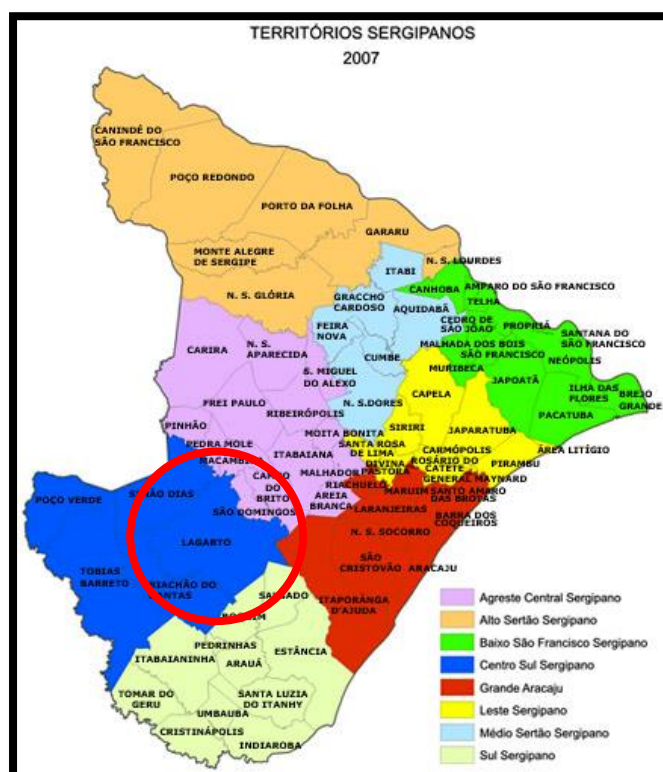 TERRITÓRIOS SERGIPANOS
2007
CANINDÉ DO
SÃO FRANCISCO
POÇO REDONDO
PORTO DA FOLHA
GARARU
MONTE ALEGRE
DE SERGIPE
N. S. LOURDES
ITABI
N. S. GLÓRIA
CANHOBA
AMPARO DO SÃO FRANCISCO
TELHA
GRACCHO
CARDOSO
AQUIDABÃ
CEDRO DE
SÃO JOÃO
PROPRIÁ
SANTANA DO
SÃO FRANCISCO
FEIRA
NOVA
CARIRA
N. S.
APARECIDA
CUMBE
MALHADA DOS BOIS
SÃO FRANCISCO
NEÓPOLIS
MURIBECA
S. MIGUEL
DO ALEXO
JAPOATÃ
ILHA DAS
FLORES
BREJO
GRANDE
CAPELA
FREI PAULO
N. S.DORES
RIBEIRÓPOLIS
PACATUBA
SIRIRI
JAPARATUBA
PINHÃO
MOITA BONITA
SANTA ROSA
DE LIMA
PEDRA MOLE
ITABAIANA
CARMÓPOLIS
ÁREA LITÍGIO
DIVINA
PASTORA
ROSÁRIO DO
CATETE
PIRAMBU
MACAMBIRA
MALHADOR
RIACHUELO
GENERAL MAYNARD
CAMPO
DO
BRITO
AREIA
BRANCA
MARUIM
SANTO AMARO
DAS BROTAS
POÇO VERDE
SIMÃO DIAS
SÃO DOMINGOS
LARANJEIRAS
BARRA DOS
COQUEIROS
LAGARTO
N. S. SOCORRO
SÃO
CRISTOVÃO
ARACAJU
TOBIAS
BARRETO
RIACHÃO DO
DANTAS
SALGADO
ITAPORANGA
D'AJUDA
BOQUIM
PEDRINHAS
ITABAIANINHA
ARAUÁ
ESTÂNCIA
TOMAR DO
GERU
SANTA LUZIA
DO ITANHY
UMBAUBA
CRISTINÁPOLIS
INDIAROBA
Agreste Central Sergipano
Alto Sertão Sergipano
Baixo São Francisco Sergipano
Centro Sul Sergipano
Grande Aracaju
Leste Sergipano
Médio Sertão Sergipano
Sul Sergipano